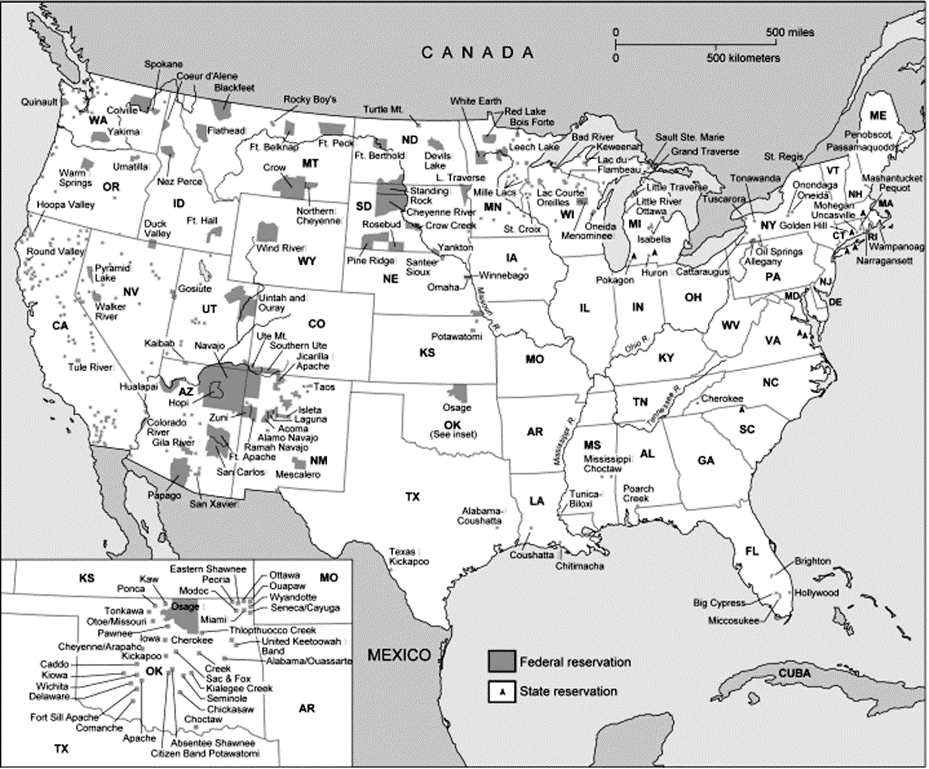 CANADA
0
500 miles
0
500 kilometers
Spokane
Coeur d'Alene
Blackfeet
Rocky Boy's
Turtle Mt.
White Earth
Red Lake
Bois Forte
Quinault
Colville
WA
Yakima
Flathead
Ft. Belknap
Ft. Peck
MT
ND
Ft. Berthold
Devils
Lake
Leech Lake
Bad River
Keweenah
Lac du
Flambeau
Sault Ste. Marie
Grand Traverse
St. Regis
ME
Penobscot
Passamaquoddy
Warm
Springs
Umatilla
OR
Nez Perce
ID
Crow
Northern
Cheyenne
L. Traverse
Standing
Rock
Cheyenne River
SD
Crow Creek
Rosebud
Mille Lacs
MN
St. Croix
Lac Courte
Oreilles
WI
Oneida
Menominee
Little Traverse
Little River
Ottawa
MI
Isabella
Pokagon
Huron
Tonawanda
Tuscarora
Onondaga
Oneida
NY
Oil Springs
Allegany
Cattaraugus
VT
NH
Mashantucket
Pequot
MA
Mohegan
Uncasville
Golden Hill
CT
RI
Wampanoag
Narragansett
Hoopa Valley
Duck
Valley
Ft. Hall
Wind River
WY
Pine Ridge
NE
Yankton
Santee
Sioux
Omaha
Winnebago
IA
Missouri R.
Round Valley
Pyramid
Lake
NV
Walker
River
Gosiute
UT
Uintah and
Ouray
CO
CA
Kaibab
Navajo
Ute Mt.
Southern Ute
Jicarilla
Apache
Tule River
Potawatomi
KS
MO
IL
IN
OH
PA
NJ
MD
DE
WV
VA
Ohio R.
KY
Hualapai
AZ
Hopi
Taos
Zuni
Isleta
Laguna
Acoma
Alamo Navajo
Ramah Navajo
Colorado
River
Gila River
Ft. Apache
San Carlos
NM
Mescalero
Papago
San Xavier
Osage
OK
(See inset)
AR
Mississippi R.
TN
Tennessee R.
Cherokee
NC
SC
MS
Mississippi
Choctaw
AL
GA
TX
LA
Tunica-
Biloxi
Poarch
Creek
Alabama-
Coushatta
Texas
Kickapoo
Coushatta
Chitimacha
FL
Brighton
Big Cypress
Hollywood
Miccosukee
MEXICO
CUBA
Federal reservation
State reservation
KS
MO
Eastern Shawnee
Peoria
Modoc
Ottawa
Ouapaw
Wyandotte
Seneca/Cayuga
Kaw
Ponca
Osage
Miami
Tonkawa
Otoe/Missouri
Pawnee
Iowa
Cherokee
Thlopthuocco Creek
United Keetoowah
Band
Alabama/Ouassarte
Cheyenne/Arapaho
Kickapoo
Caddo
Kiowa
Wichita
Delaware
OK
Creek
Sac & Fox
Kialegee Creek
Seminole
Chickasaw
Choctaw
Fort Sill Apache
Comanche
Apache
Absentee Shawnee
Citizen Band Potawatomi
AR
TX